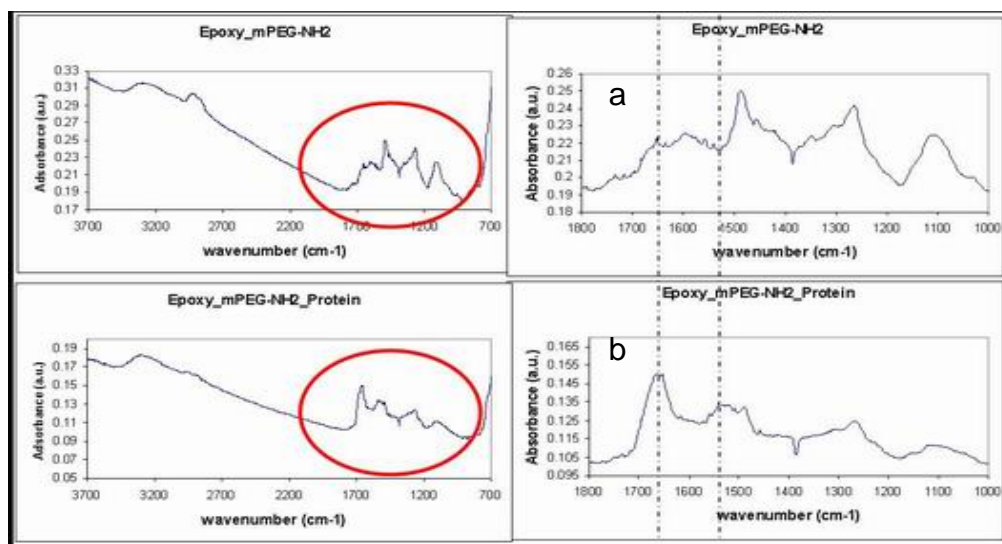 Epoxy_mPEG-NH2
Adsorbance (a.u.)
0.33
0.31
0.29
0.27
0.25
0.23
0.21
0.19
0.17
3700 3200 2700 2200 1700 1200 700
wavenumber (cm-1)
Epoxy_mPEG-NH2
a
Absorbance (a.u.)
0.26
0.25
0.24
0.23
0.22
0.21
0.2
0.19
0.18
1800 1700 1600 1500 1400 1300 1200 1100 1000
wavenumber (cm-1)
Epoxy_mPEG-NH2_Protein
Adsorbance (a.u.)
0.19
0.17
0.15
0.13
0.11
0.09
0.07
0.05
3700 3200 2700 2200 1700 1200 700
wavenumber (cm-1)
Epoxy_mPEG-NH2_Protein
b
Absorbance (a.u.)
0.165
0.155
0.145
0.135
0.125
0.115
0.105
0.095
1800 1700 1600 1500 1400 1300 1200 1100 1000
wavenumber (cm-1)